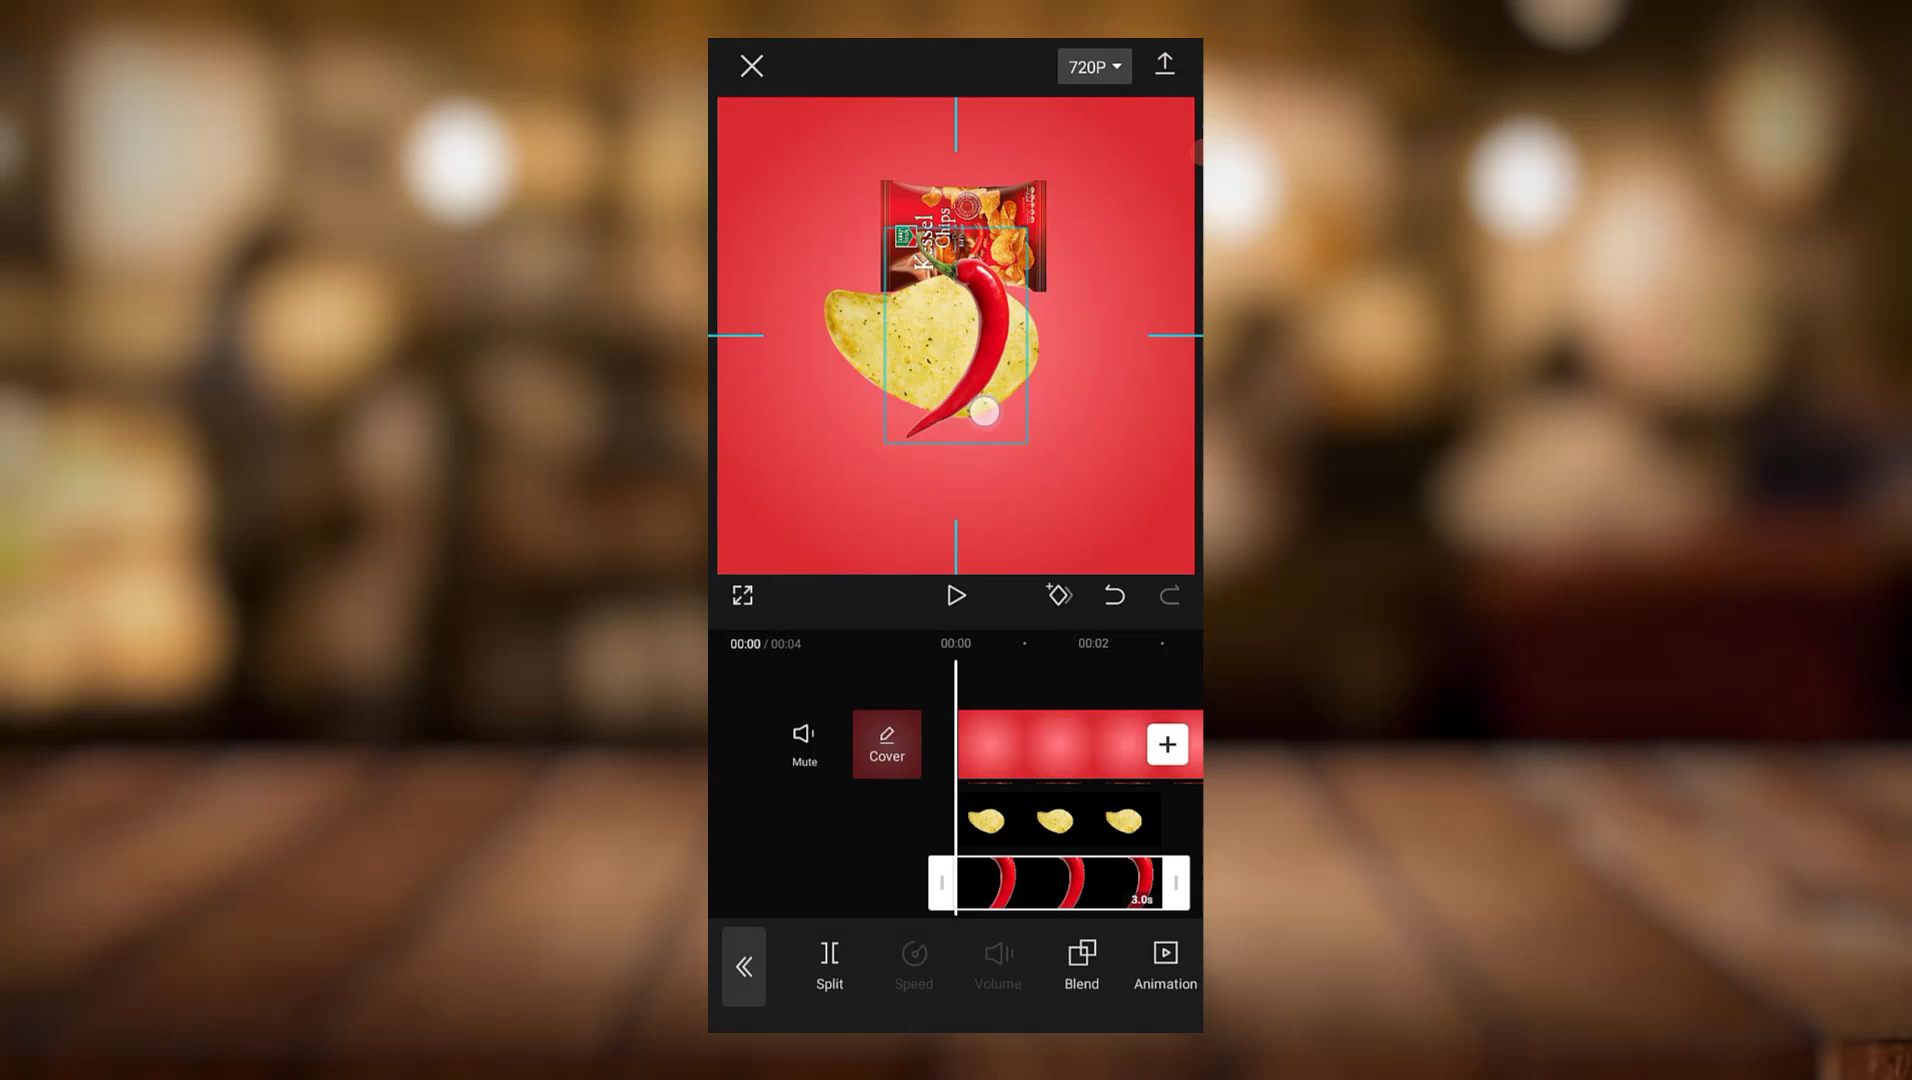 720P
Kessel
Chips
00:00 / 00:04
00:00
00:02
Mute
Cover
3.0s
Split
Speed
Volume
Blend
Animation